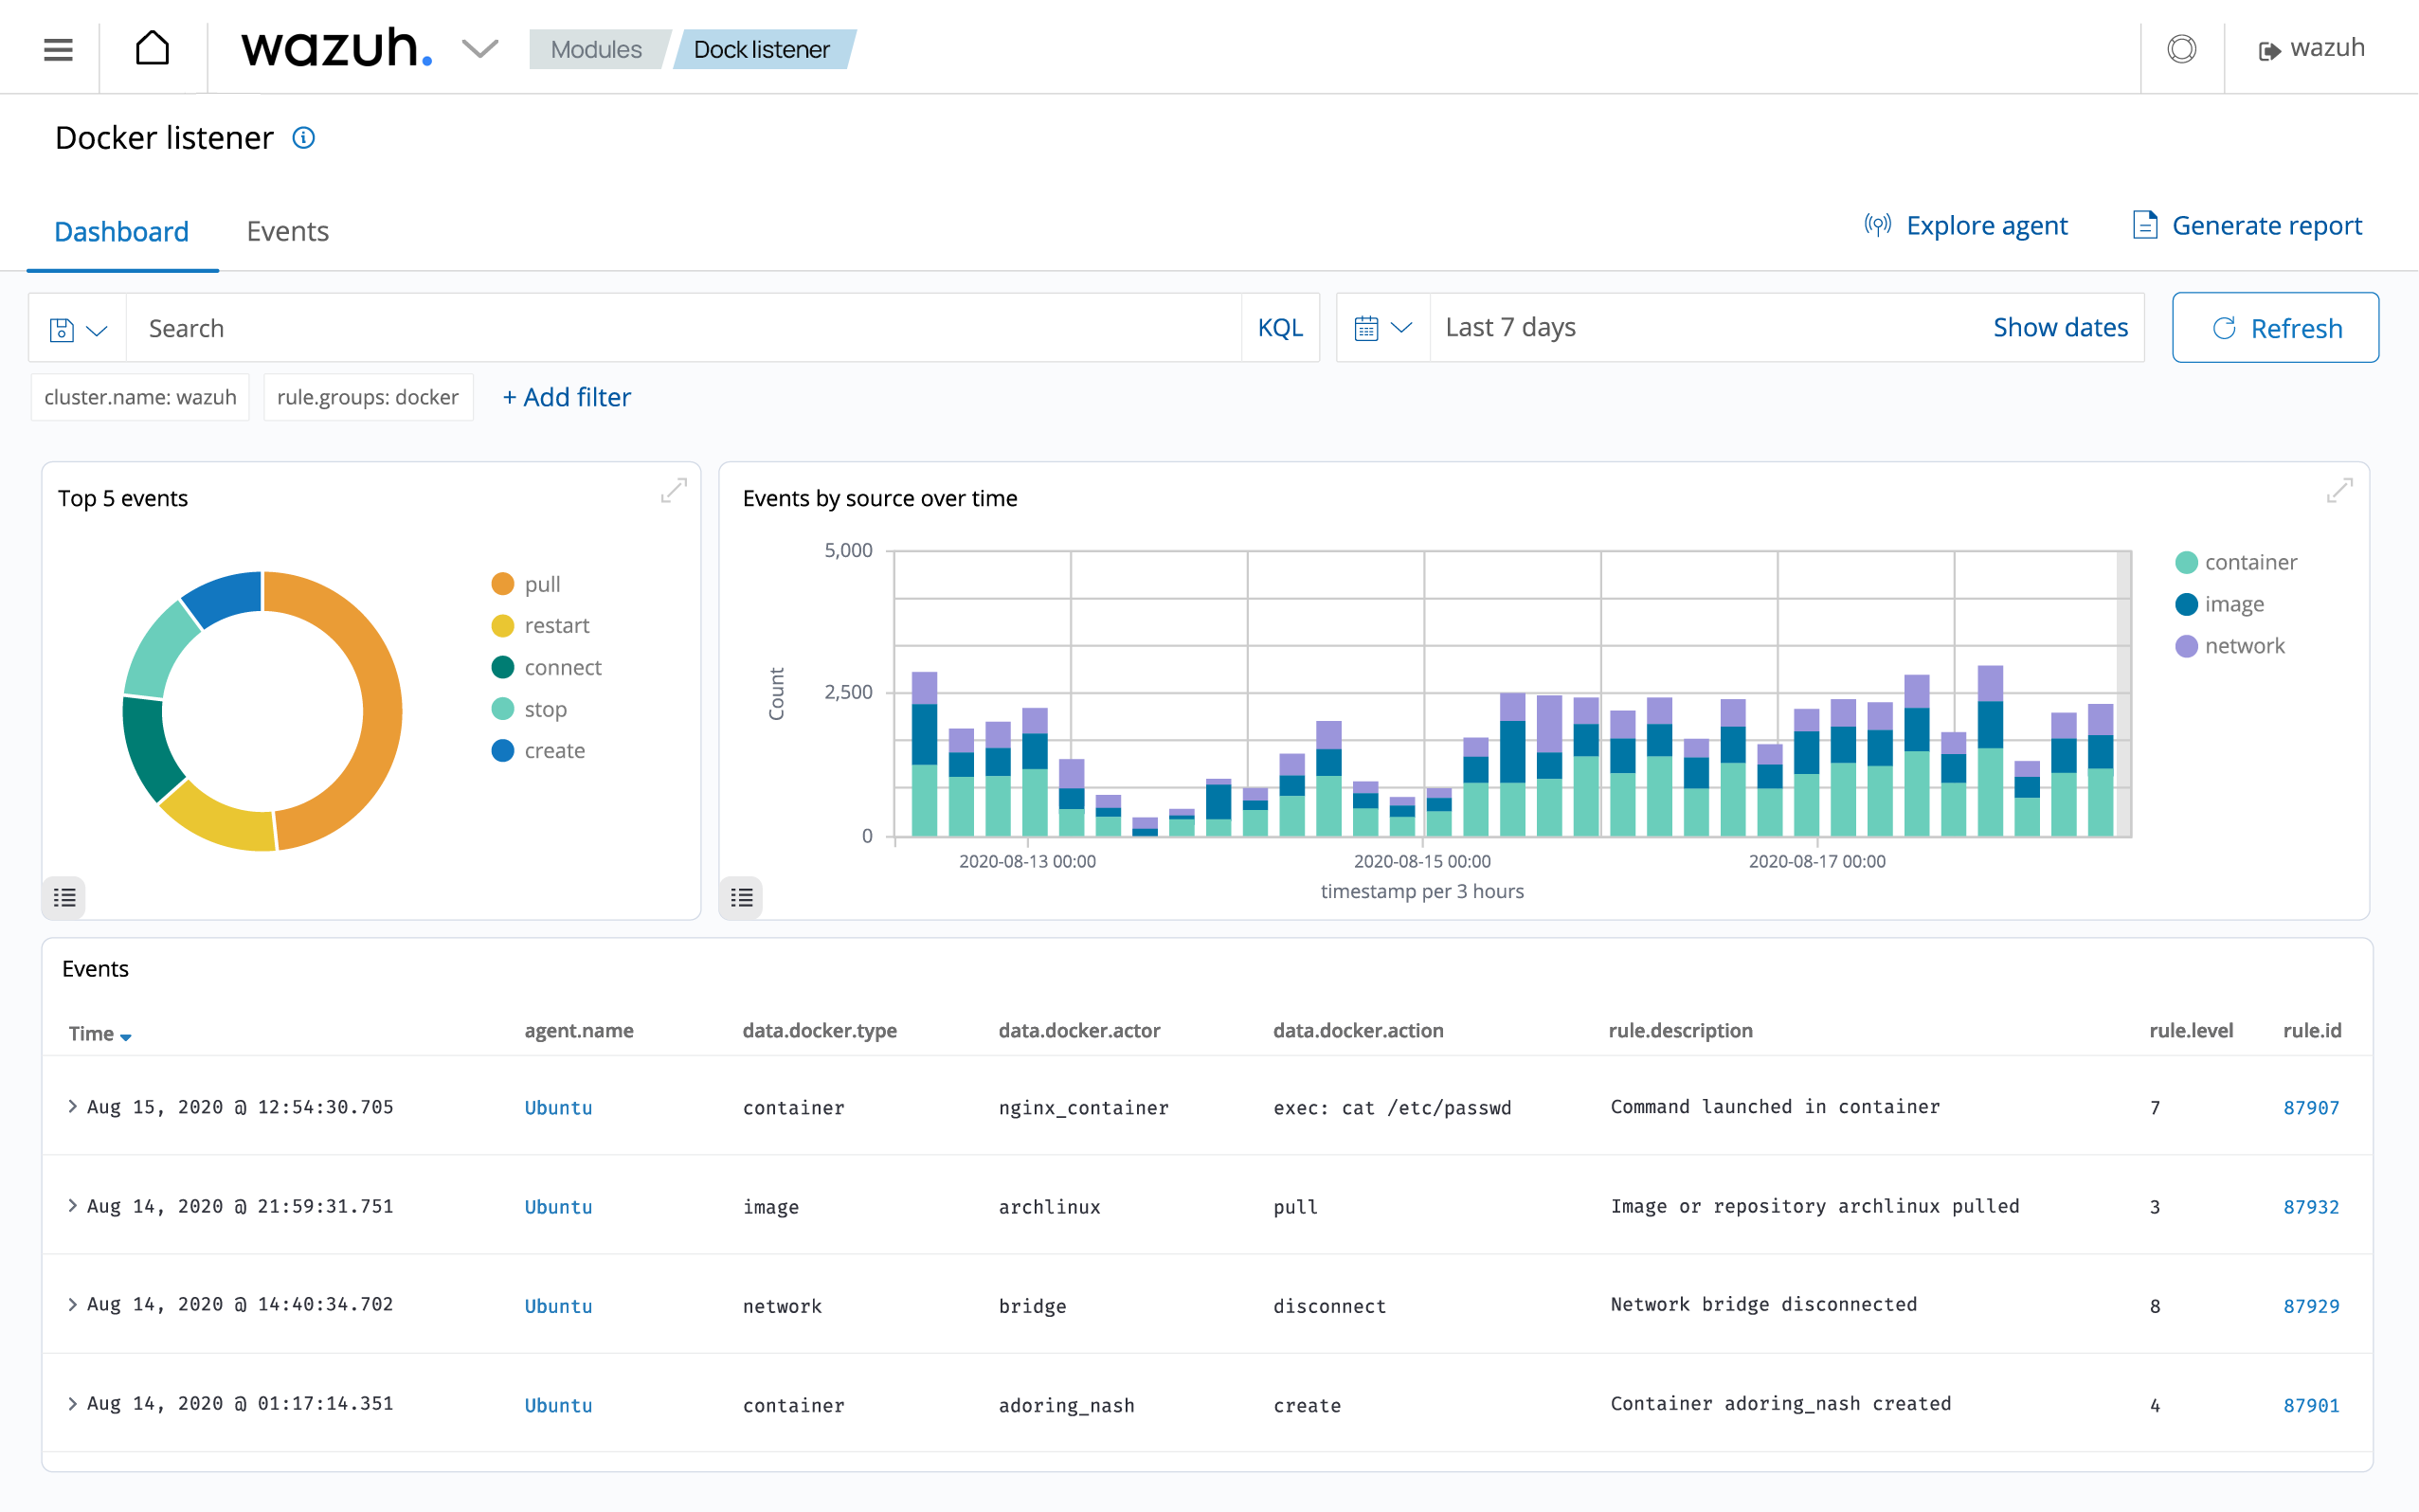 wazuh. Modules Dock listener wazuh
Docker listener
Dashboard Events Explore agent Generate report
Search KQL Last 7 days Show dates Refresh
cluster.name: wazuh rule.groups: docker + Add filter
Top 5 events
pull
restart
connect
stop
create
Events by source over time
5,000
2,500
0
Count
2020-08-13 00:00 2020-08-15 00:00 2020-08-17 00:00
timestamp per 3 hours
container
image
network
Events
Time agent.name data.docker.type data.docker.actor data.docker.action rule.description rule.level rule.id
Aug 15, 2020 @ 12:54:30.705 Ubuntu container nginx_container exec: cat /etc/passwd Command launched in container 7 87907
Aug 14, 2020 @ 21:59:31.751 Ubuntu image archlinux pull Image or repository archlinux pulled 3 87932
Aug 14, 2020 @ 14:40:34.702 Ubuntu network bridge disconnect Network bridge disconnected 8 87929
Aug 14, 2020 @ 01:17:14.351 Ubuntu container adoring_nash create Container adoring_nash created 4 87901